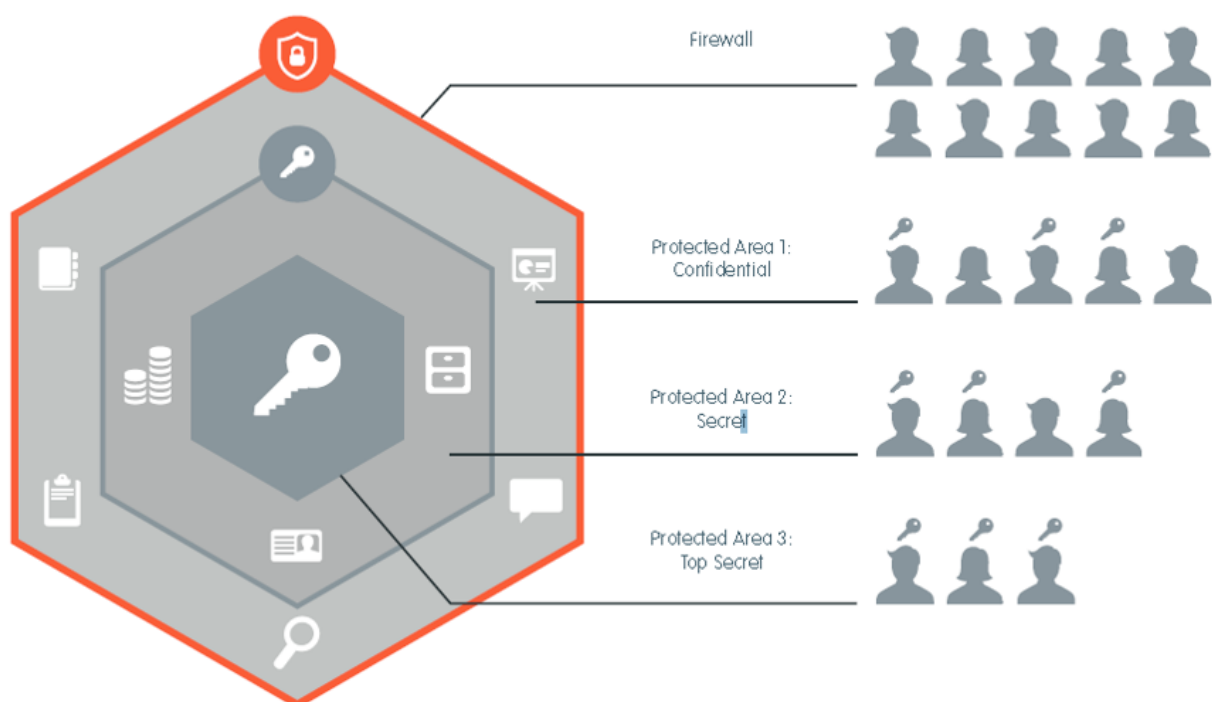 Firewall
Protected Area 1:
Confidential
Protected Area 2:
Secret
Protected Area 3:
Top Secret